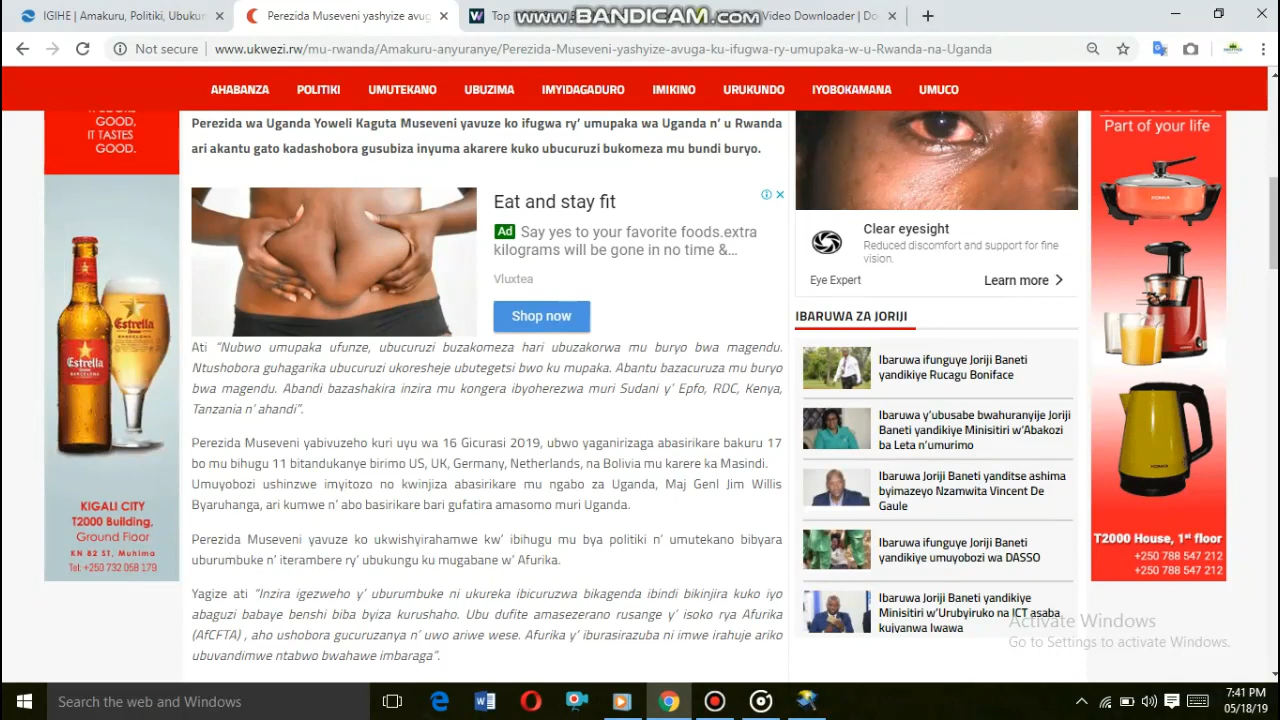 IGIHE | Amakuru, Politiki, Ubukun
Perezida Museveni yashyize avug
Top
www.BANDICAM.com
Video Downloader | Do
Not secure
www.ukwezi.rw/mu-rwanda/Amakuru-anyuranye/Perezida-Museveni-yashyize-avuga-ku-ifugwa-ry-umupaka-w-u-Rwanda-na-Uganda
AHABANZA POLITIKI UMUTEKANO UBUZIMA IMYIDAGADURO IMIKINO URUKUNDO IYOBOKAMANA UMUCO
GOOD,
IT TASTES
GOOD.
Estrella
Estrella
KIGALI CITY
T2000 Building,
Ground Floor
KN 82 ST, Muhima
Tel: +250 732 058 179
Perezida wa Uganda Yoweli Kaguta Museveni yavuze ko ifugwa ry’ umupaka wa Uganda n’ u Rwanda
ari akantu gato kadashobora gusubiza inyuma akarere kuko ubucuruzi bukomeza mu bundi buryo.
Eat and stay fit
Ad Say yes to your favorite foods.extra
kilograms will be gone in no time &...
Vluxtea
Shop now
Ati “Nubwo umupaka ufunze, ubucuruzi buzakomeza hari ubuzakorwa mu buryo bwa magendu.
Ntushobora guhagarika ubucuruzi ukoresheje ubutegetsi bwo ku mupaka. Abantu bazacuruza mu buryo
bwa magendu. Abandi bazashakira inzira mu kongera ibyoherezwa muri Sudani y’ Epfo, RDC, Kenya,
Tanzania n’ ahandi”.
Perezida Museveni yabivuzeho kuri uyu wa 16 Gicurasi 2019, ubwo yaganirizaga abasirikare bakuru 17
bo mu bihugu 11 bitandukanye birimo US, UK, Germany, Netherlands, na Bolivia mu karere ka Masindi.
Umuyobozi ushinzwe imyitozo no kwinjiza abasirikare mu ngabo za Uganda, Maj Genl Jim Willis
Byaruhanga, ari kumwe n’ abo basirikare bari gufatira amasomo muri Uganda.
Perezida Museveni yavuze ko ukwishyirahamwe kw’ ibihugu mu bya politiki n’ umutekano bibyara
uburumbuke n’ iterambere ry’ ubukungu ku mugabane w’ Afurika.
Yagize ati “Inzira igezweho y’ uburumbuke ni ukureka ibicuruzwa bikagenda ibindi bikinjira kuko iyo
abaguzi babaye benshi biba byiza kurushaho. Ubu dufite amasezerano rusange y’ isoko rya Afurika
(AfCFTA) , aho ushobora gucuruzanya n’ uwo ariwe wese. Afurika y’ iburasirazuba ni imwe irahuje ariko
ubuvandimwe ntabwo bwahawe imbaraga”.
Clear eyesight
Reduced discomfort and support for fine
vision.
Eye Expert
Learn more
IBARUWA ZA JORIJI
Ibaruwa ifunguye Joriji Baneti
yandikiye Rucagu Boniface
Ibaruwa y’ubusabe bwahuranyije Joriji
Baneti yandikiye Minisitiri w’Abakozi
ba Leta n’umurimo
Ibaruwa Joriji Baneti yanditse ashima
byimazeyo Nzamwita Vincent De
Gaule
Ibaruwa ifunguye Joriji Baneti
yandikiye umuyobozi wa DASSO
Ibaruwa Joriji Baneti yandikiye
Minisitiri w’Urubyiruko na ICT asaba
kujyanwa Iwawa
Part of your life
T2000 House, 1st floor
+250 788 547 212
+250 788 547 212
Activate Windows
Go to Settings to activate Windows.
Search the web and Windows
7:41 PM
05/18/19